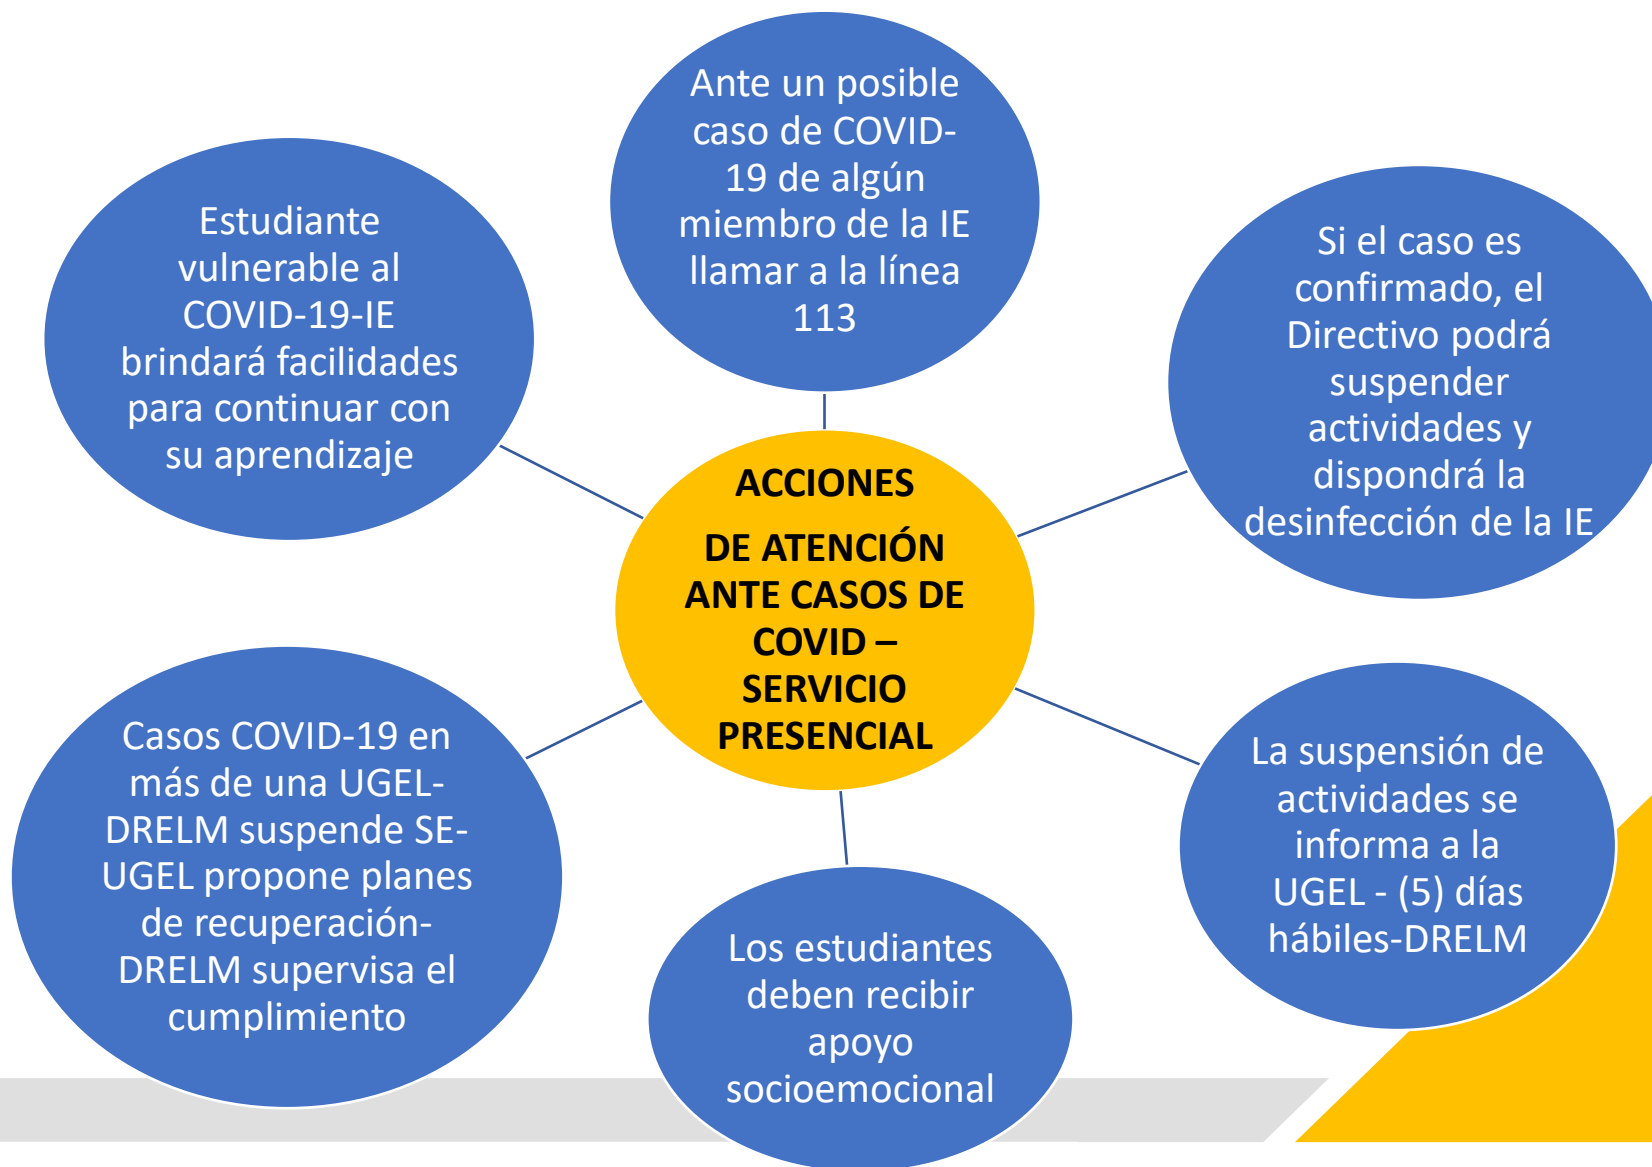 Ante un posible
caso de COVID-
19 de algún
miembro de la IE
llamar a la línea
113
Si el caso es
confirmado, el
Directivo podrá
suspender
actividades y
dispondrá la
desinfección de la IE
La suspensión de
actividades se
informa a la
UGEL - (5) días
hábiles-DRELM
Los estudiantes
deben recibir
apoyo
socioemocional
Casos COVID-19 en
más de una UGEL-
DRELM suspende SE-
UGEL propone planes
de recuperación-
DRELM supervisa el
cumplimiento
Estudiante
vulnerable al
COVID-19-IE
brindará facilidades
para continuar con
su aprendizaje
ACCIONES
DE ATENCIÓN
ANTE CASOS DE
COVID –
SERVICIO
PRESENCIAL